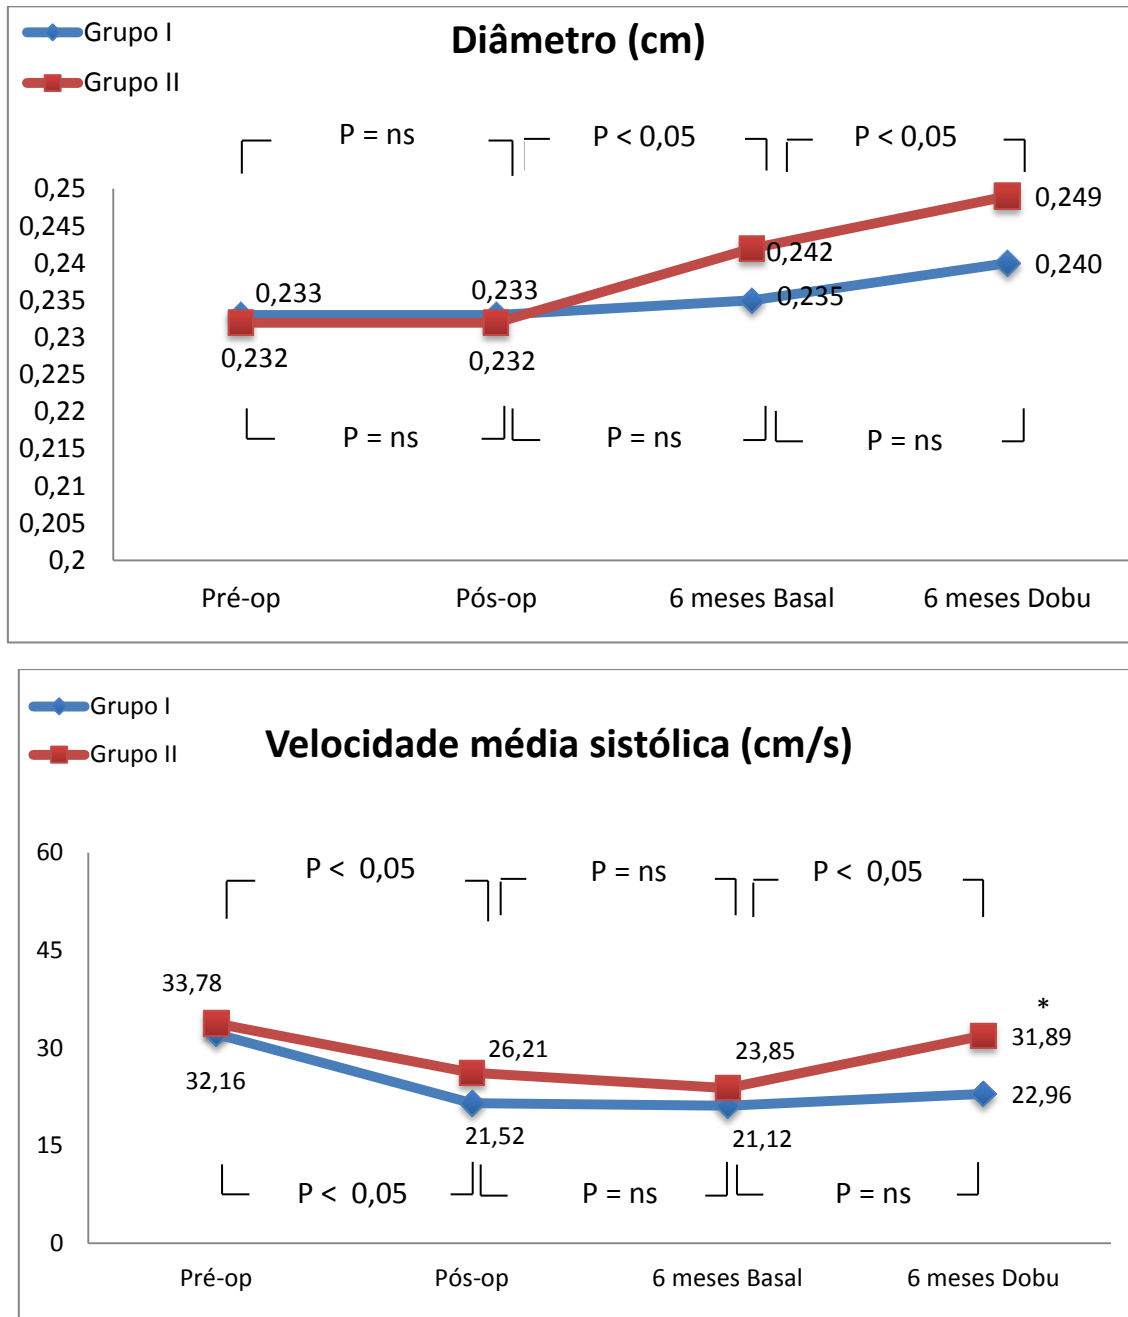 Grupo I
Grupo II
Diâmetro (cm)
P = ns
P < 0,05
P < 0,05
0,25
0,245
0,24
0,235
0,23
0,225
0,22
0,215
0,21
0,205
0,2
0,233
0,233
0,242
0,235
0,249
0,240
0,232
0,232
P = ns
P = ns
P = ns
Pré-op
Pós-op
6 meses Basal
6 meses Dobu
Grupo I
Grupo II
Velocidade média sistólica (cm/s)
60
45
30
15
0
P < 0,05
P = ns
P < 0,05
33,78
26,21
23,85
*
31,89
32,16
21,52
21,12
22,96
P < 0,05
P = ns
P = ns
Pré-op
Pós-op
6 meses Basal
6 meses Dobu